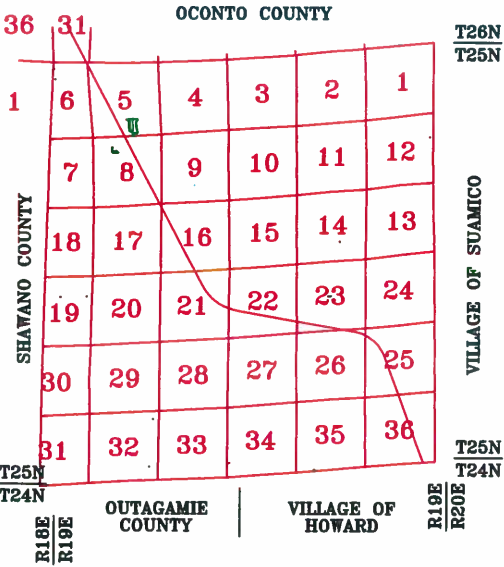 OCONTO COUNTY
36 31
T26N
T25N
1 6 5 4 3 2 1
7 8 9 10 11 12
18 17 16 15 14 13
19 20 21 22 23 24
30 29 28 27 26 25
31 32 33 34 35 36
SHAWANO COUNTY
VILLAGE OF SUAMICO
T25N
T24N
T25N
T24N
R18E
R19E
OUTAGAMIE
COUNTY
VILLAGE OF
HOWARD
R19E
R20E